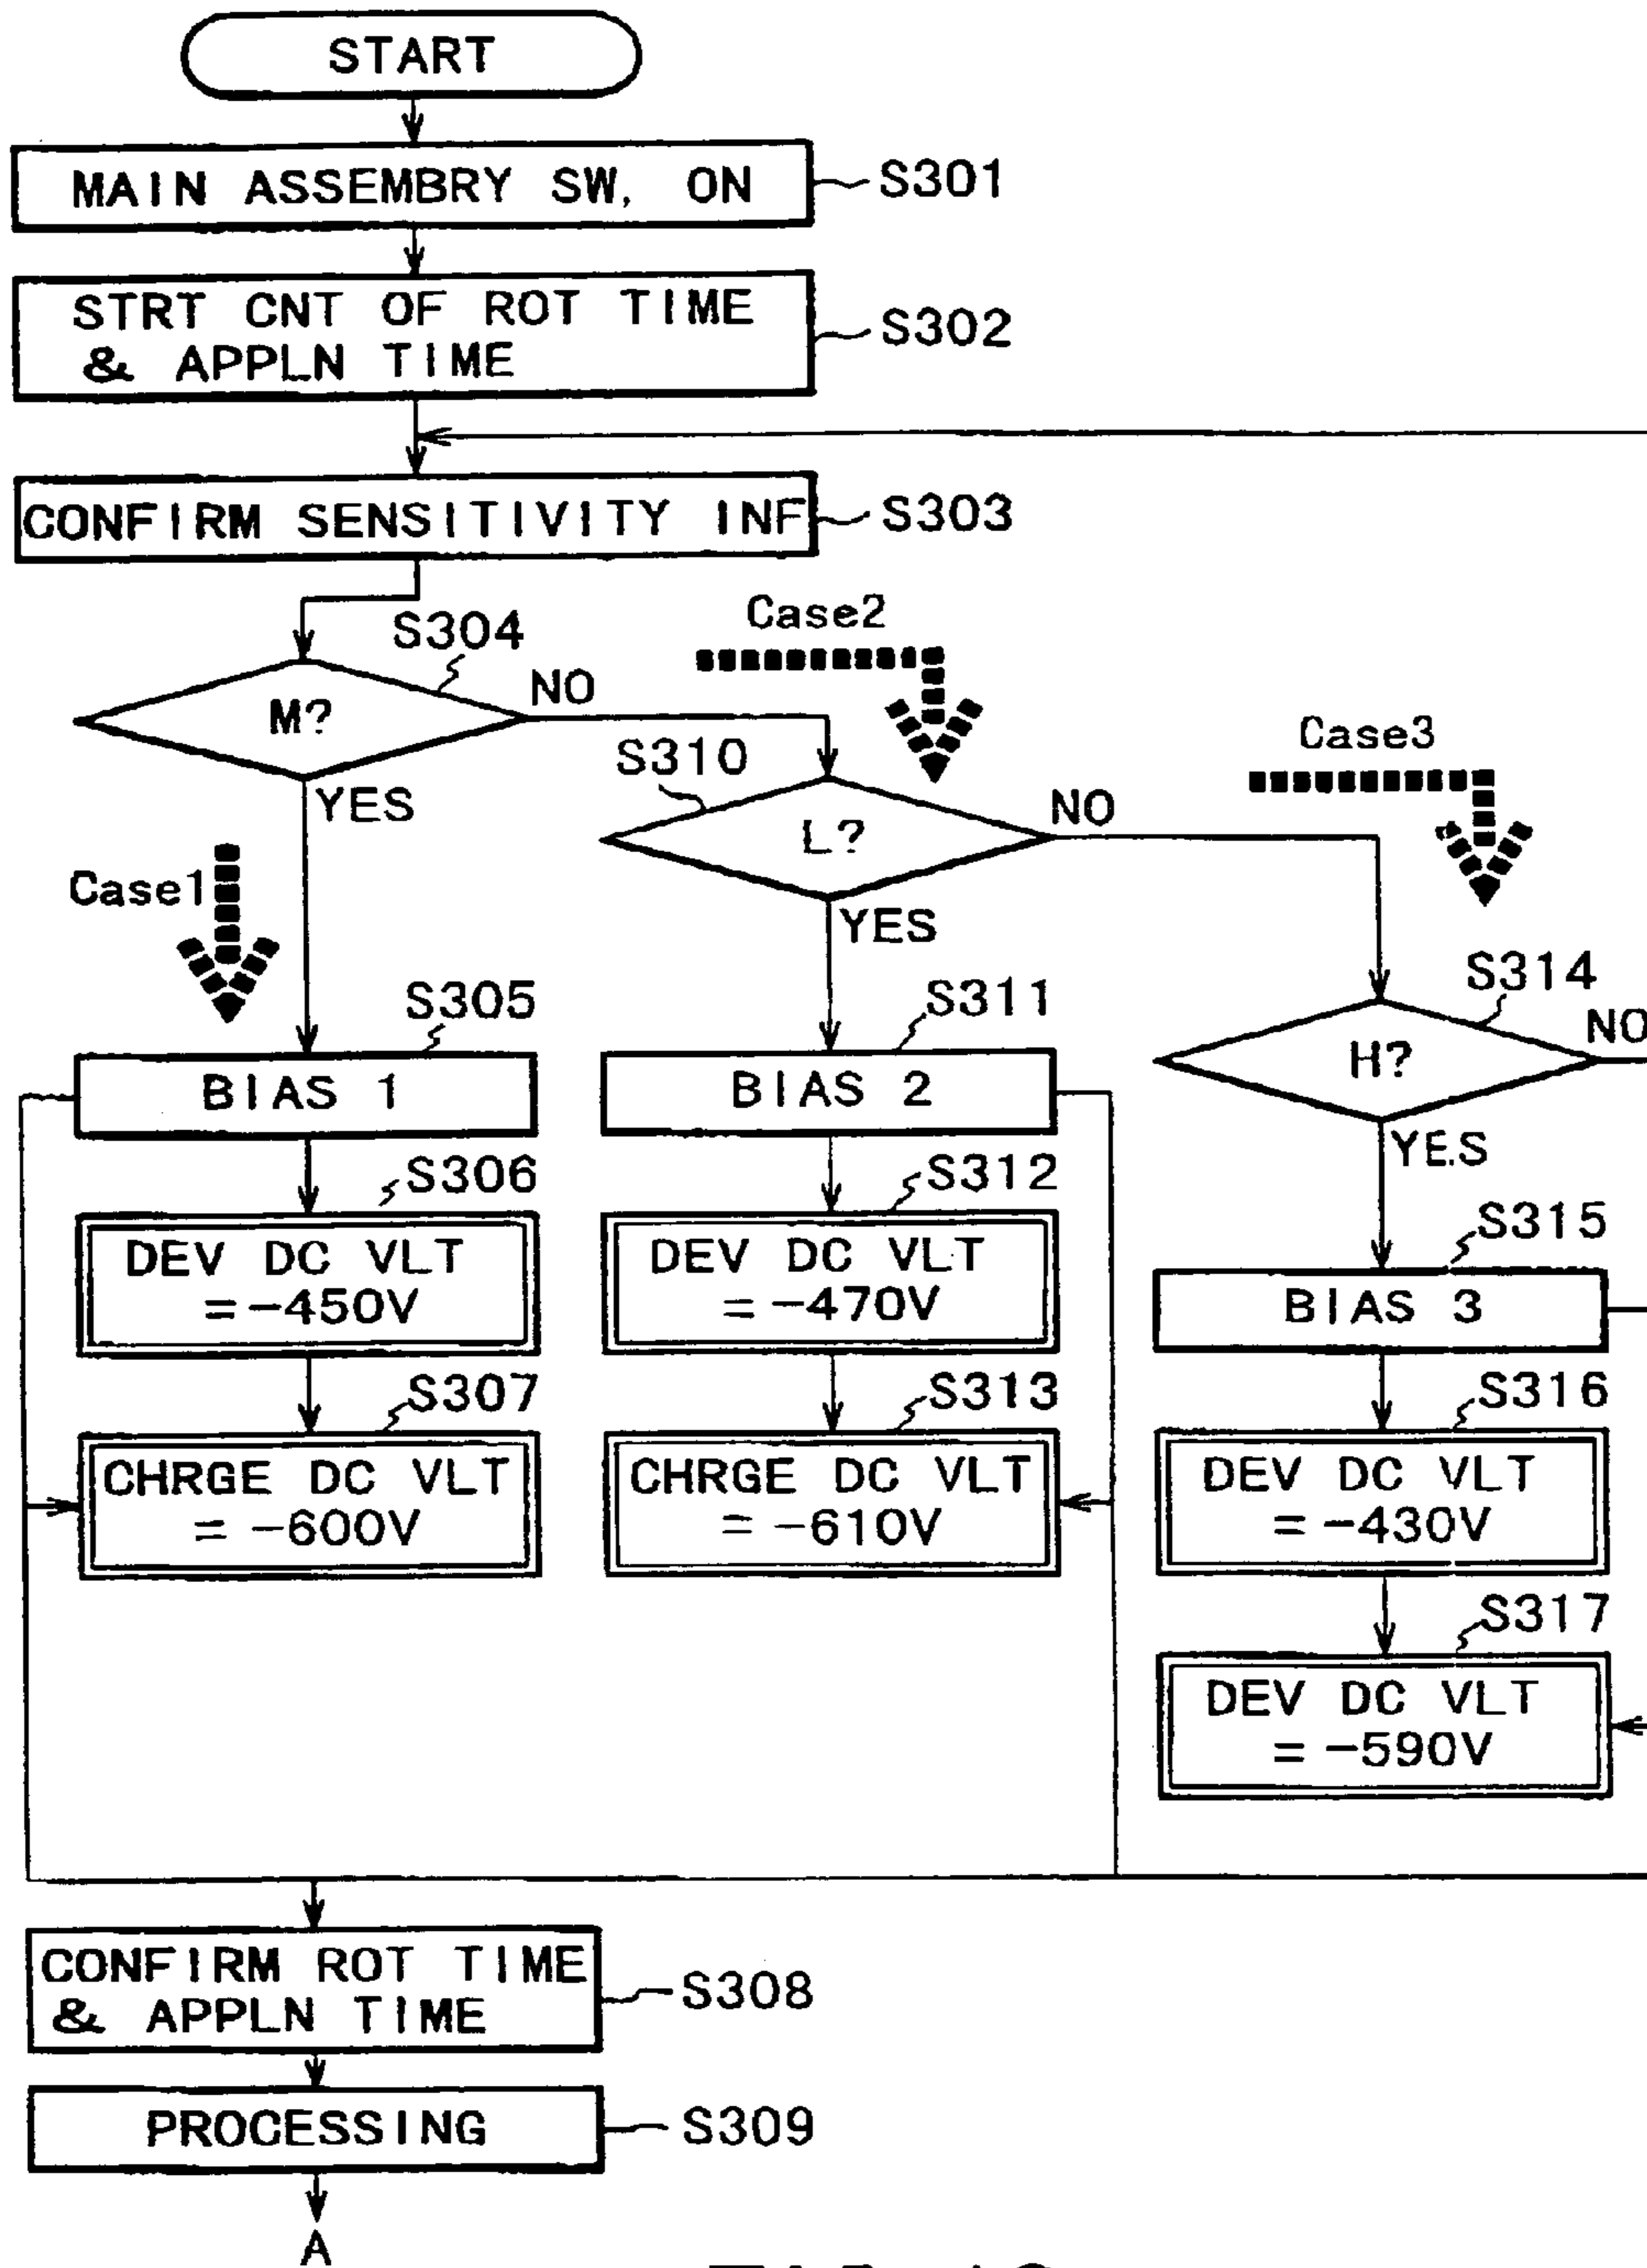 START
MAIN ASSEMBRY SW, ON
S301
STRT CNT OF ROT TIME
& APPLN TIME
S302
CONFIRM SENSITIVITY INF
S303
S304
M?
NO
YES
Case1
Case2
S310
L?
NO
YES
Case3
S314
H?
NO
YES
S305
BIAS 1
S306
DEV DC VLT
=-450V
S307
CHRGE DC VLT
= -600V
S311
BIAS 2
S312
DEV DC VLT
= -470V
S313
CHRGE DC VLT
= -610V
S315
BIAS 3
S316
DEV DC VLT
= -430V
S317
DEV DC VLT
= -590V
CONFIRM ROT TIME
& APPLN TIME
S308
PROCESSING
S309
A